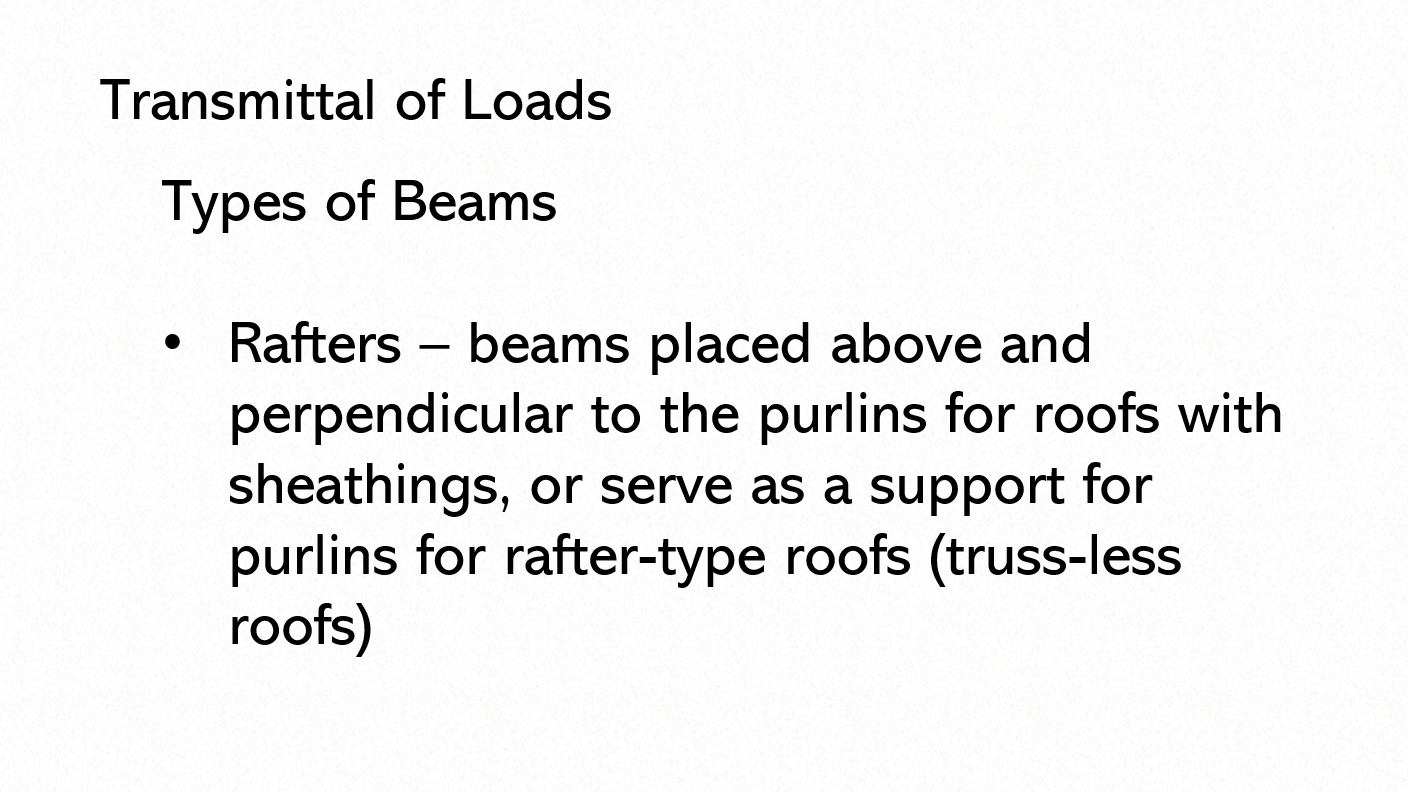 Transmittal of Loads
Types of Beams
• Rafters – beams placed above and
perpendicular to the purlins for roofs with
sheathings, or serve as a support for
purlins for rafter-type roofs (truss-less
roofs)